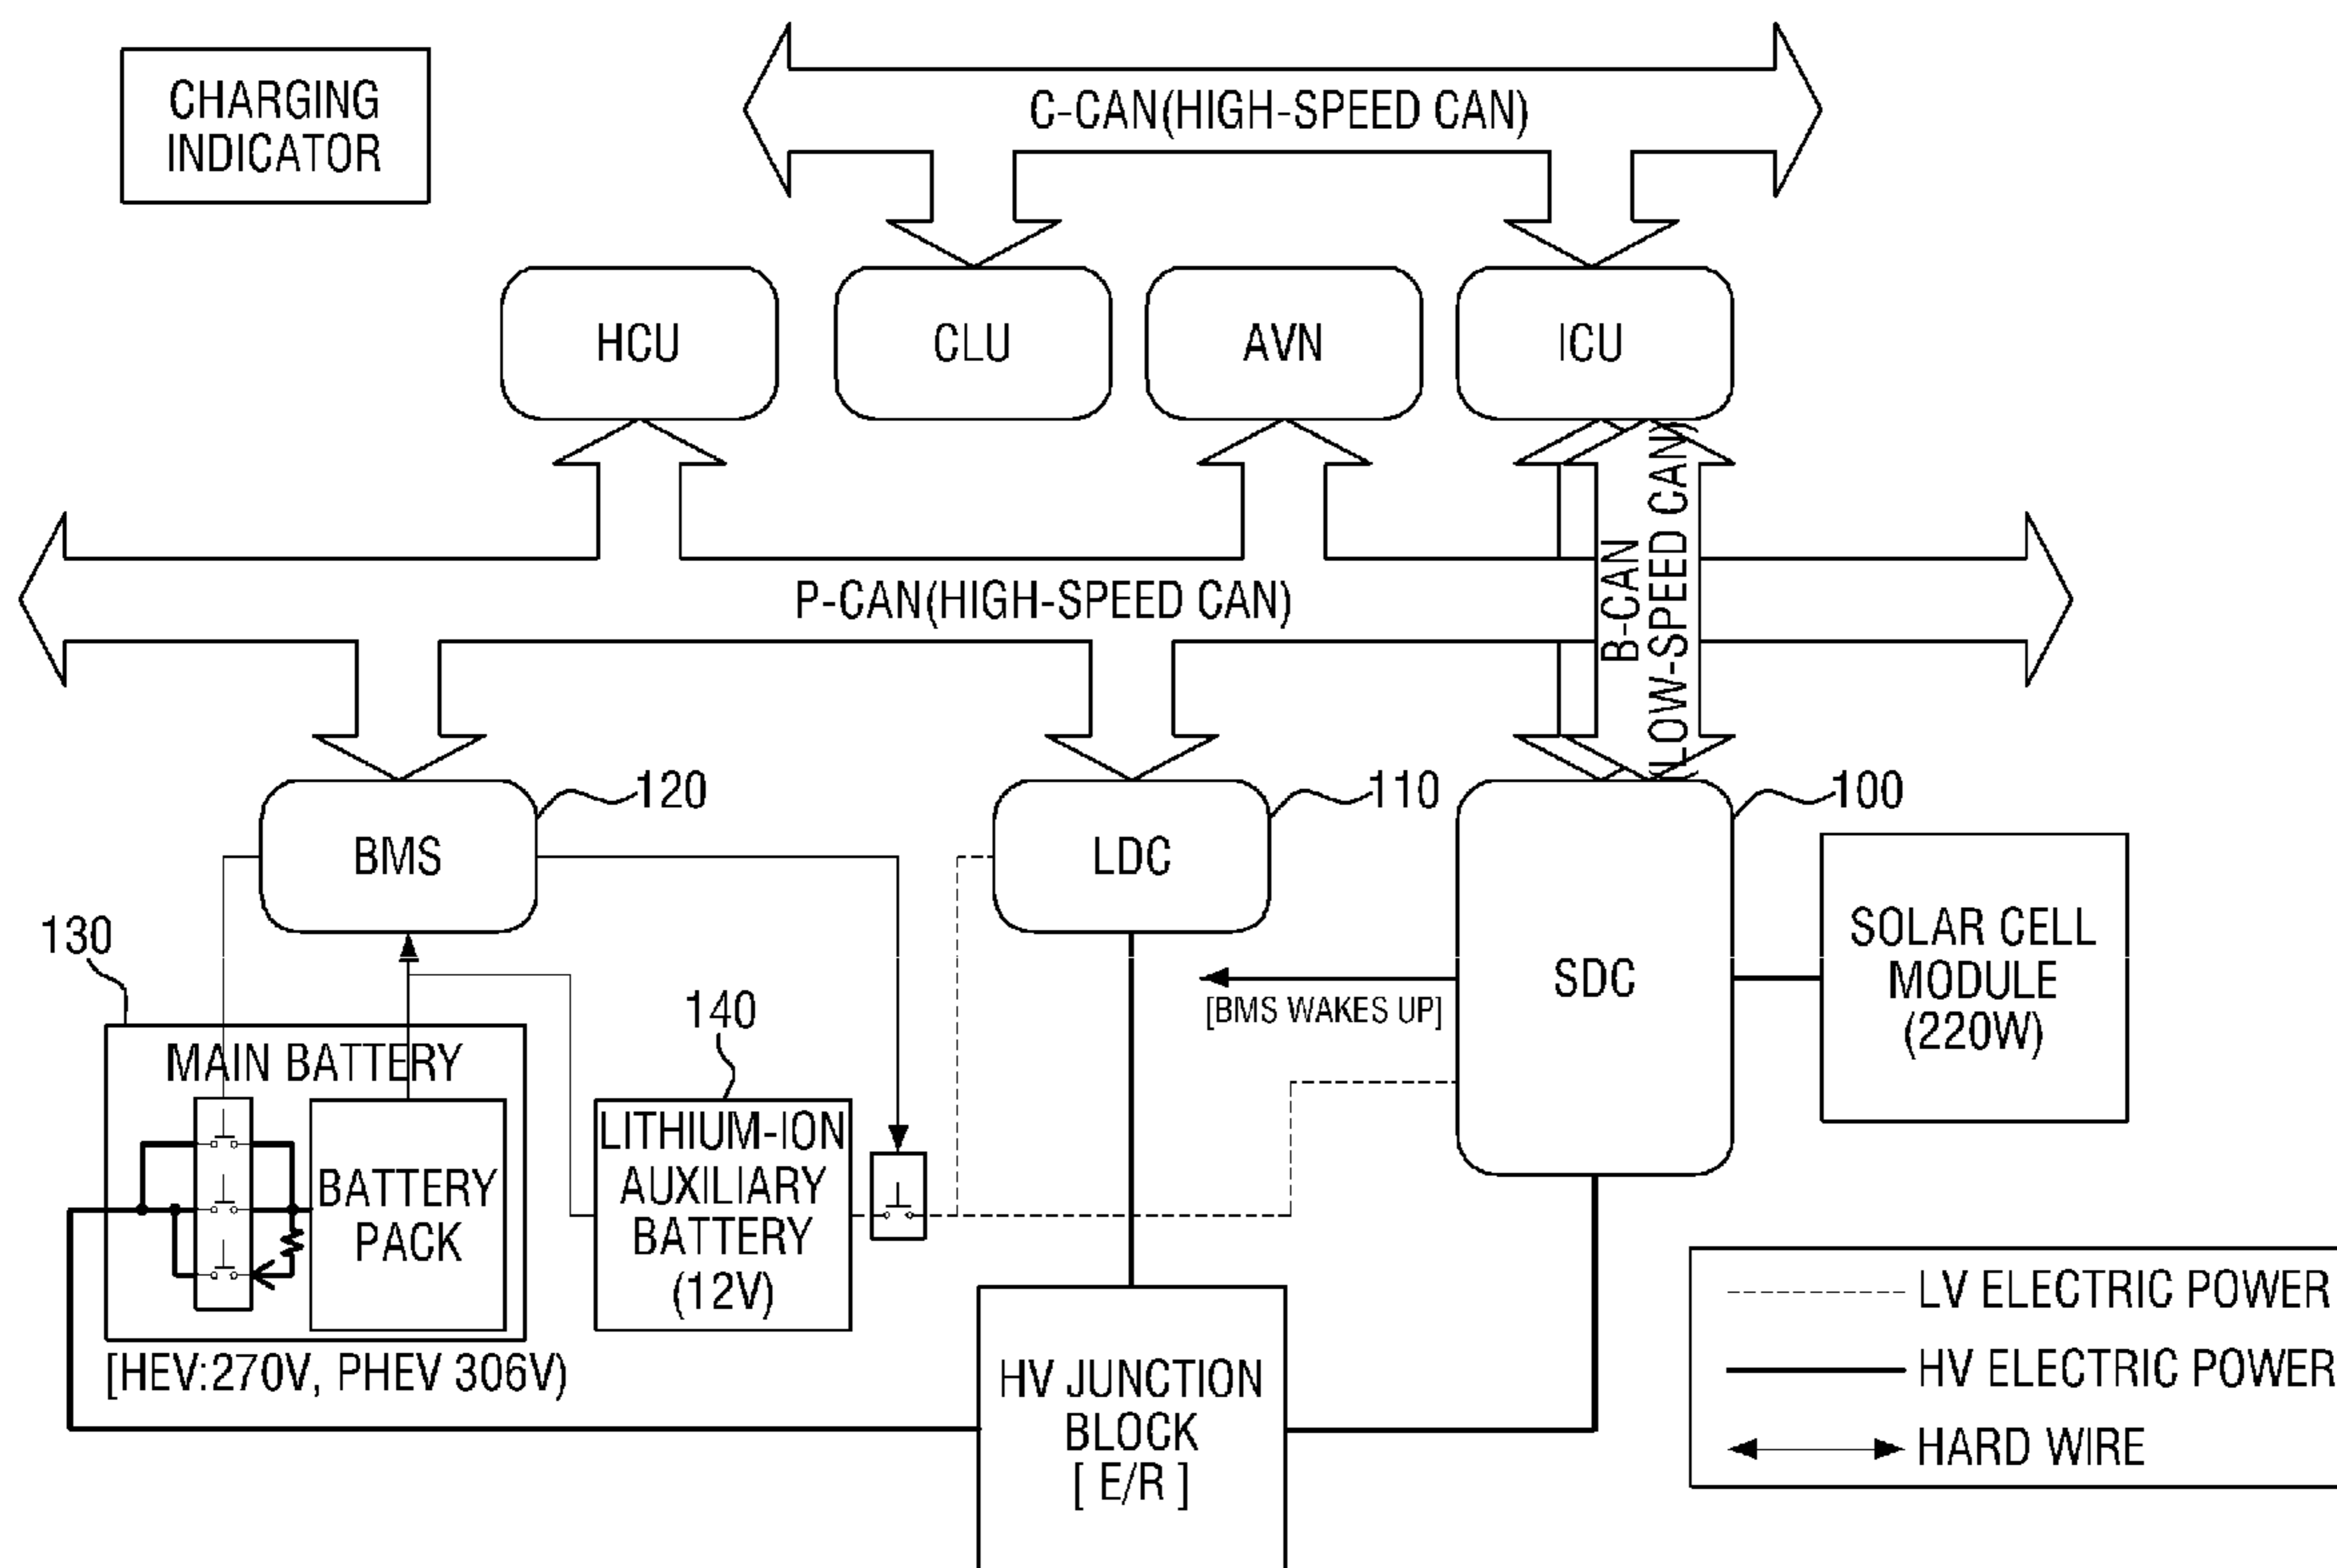 CHARGING
INDICATOR
C-CAN(HIGH-SPEED CAN)
HCU
CLU
AVN
ICU
P-CAN(HIGH-SPEED CAN)
B-CAN
(LOW-SPEED CAN)
120
110
100
BMS
LDC
SDC
SOLAR CELL
MODULE
(220W)
[BMS WAKES UP]
130
140
MAIN BATTERY
BATTERY
PACK
LITHIUM-ION
AUXILIARY
BATTERY
(12V)
[HEV:270V, PHEV 306V)
HV JUNCTION
BLOCK
[ E/R ]
LV ELECTRIC POWER
HV ELECTRIC POWER
HARD WIRE